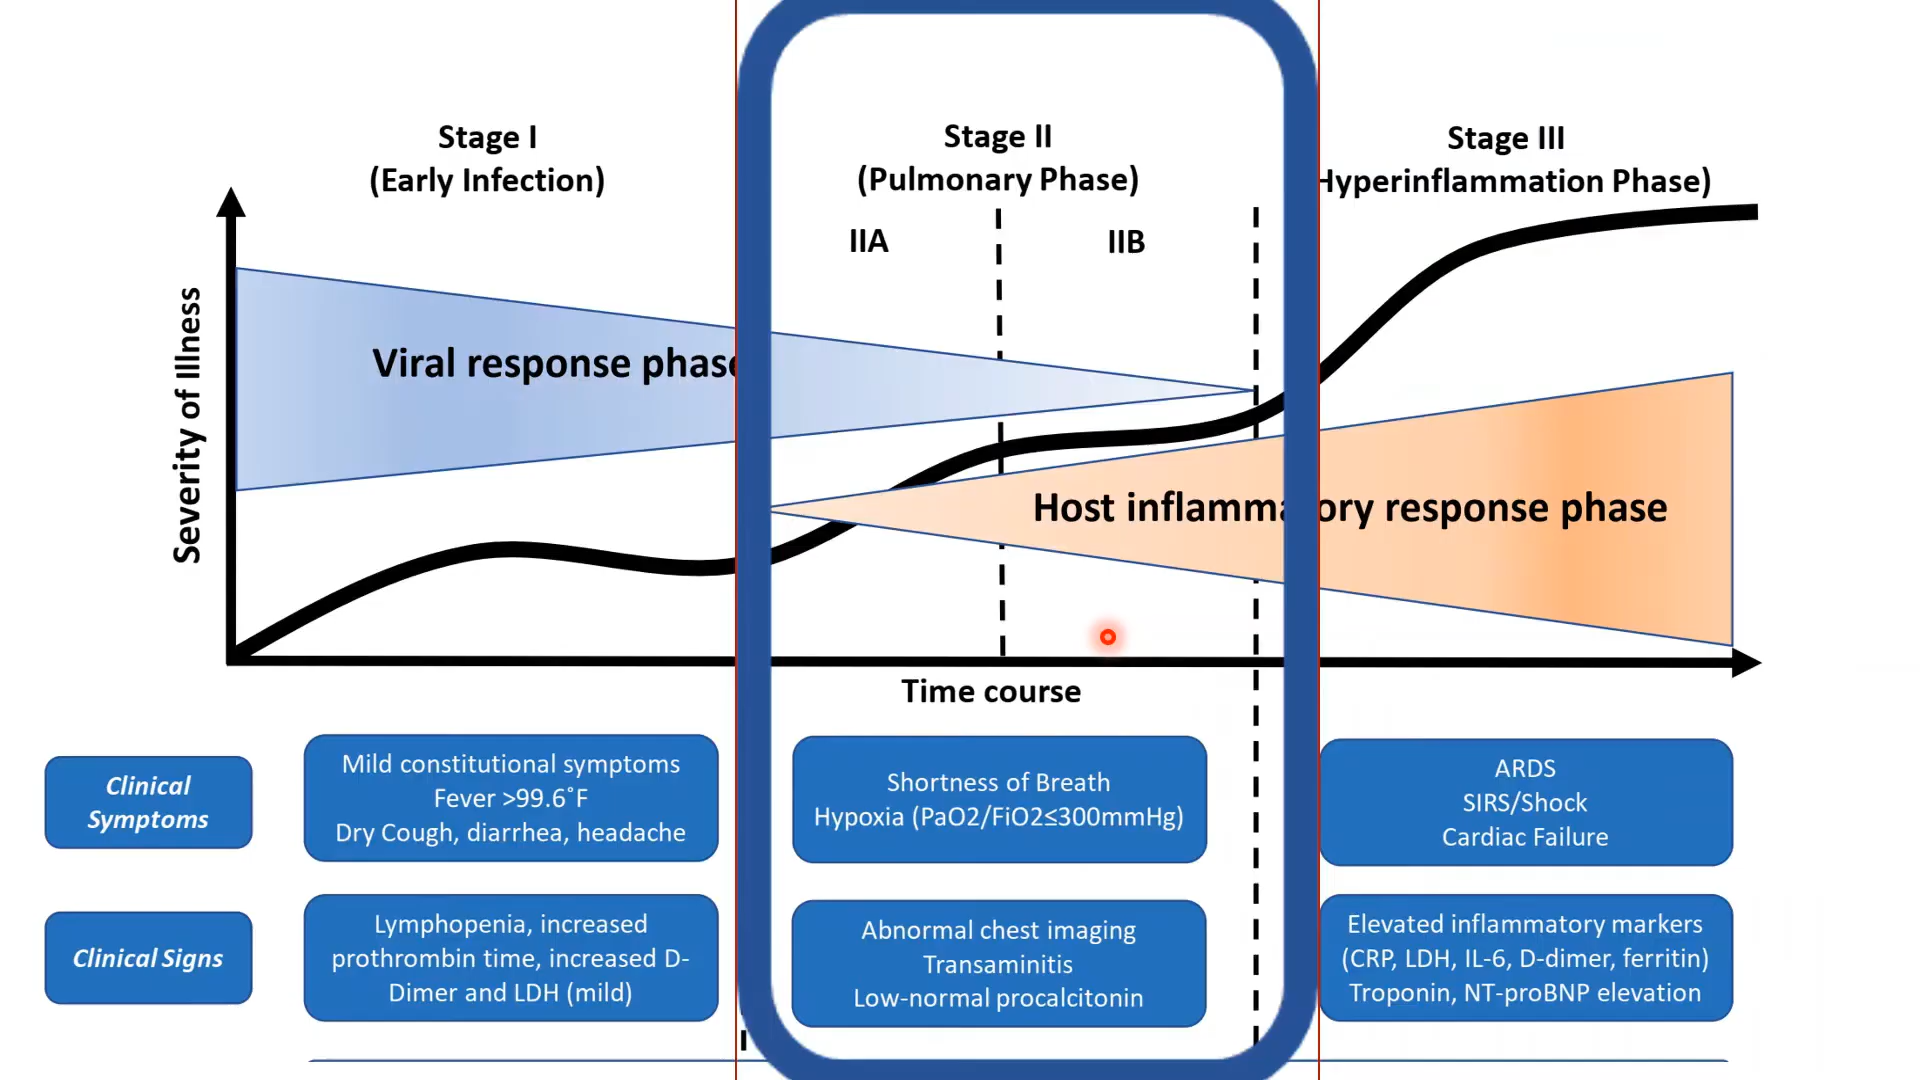 Stage I
(Early Infection)
Stage II
(Pulmonary Phase)
Stage III
Hyperinflammation Phase)
IIA
IIB
Severity of Illness
Viral response phase
Host inflammatory response phase
Time course
Clinical
Symptoms
Mild constitutional symptoms
Fever >99.6°F
Dry Cough, diarrhea, headache
Shortness of Breath
Hypoxia (PaO2/FiO2≤300mmHg)
ARDS
SIRS/Shock
Cardiac Failure
Clinical Signs
Lymphopenia, increased
prothrombin time, increased D-
Dimer and LDH (mild)
Abnormal chest imaging
Transaminitis
Low-normal procalcitonin
Elevated inflammatory markers
(CRP, LDH, IL-6, D-dimer, ferritin)
Troponin, NT-proBNP elevation